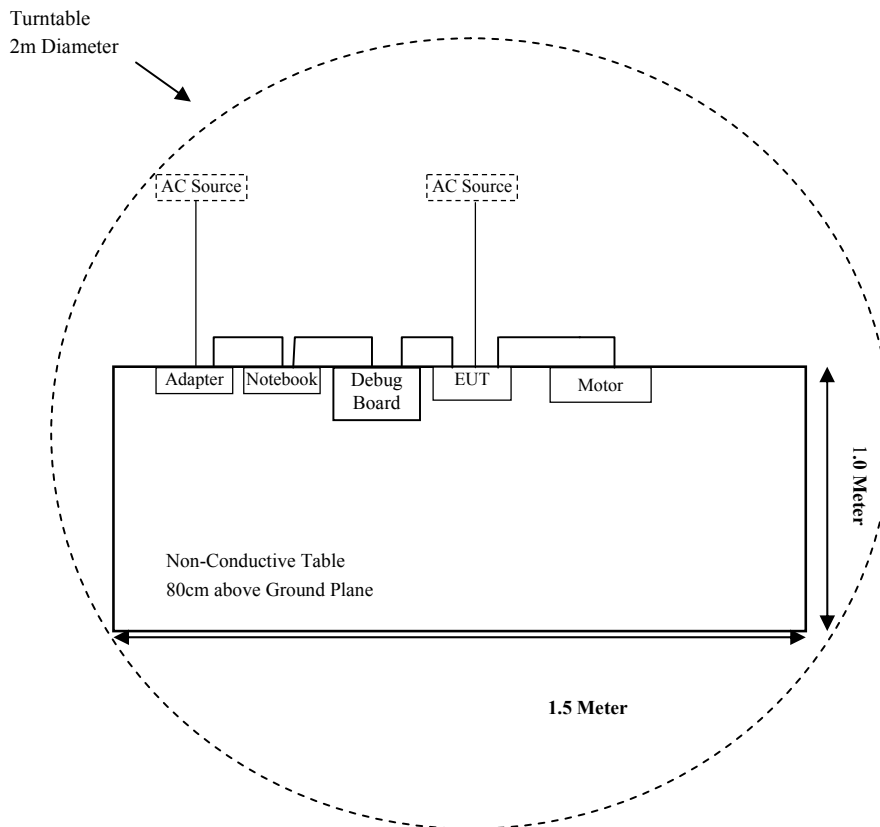 Turntable
2m Diameter
AC Source
AC Source
Adapter
Notebook
Debug
Board
EUT
Motor
1.0 Meter
Non-Conductive Table
80cm above Ground Plane
1.5 Meter